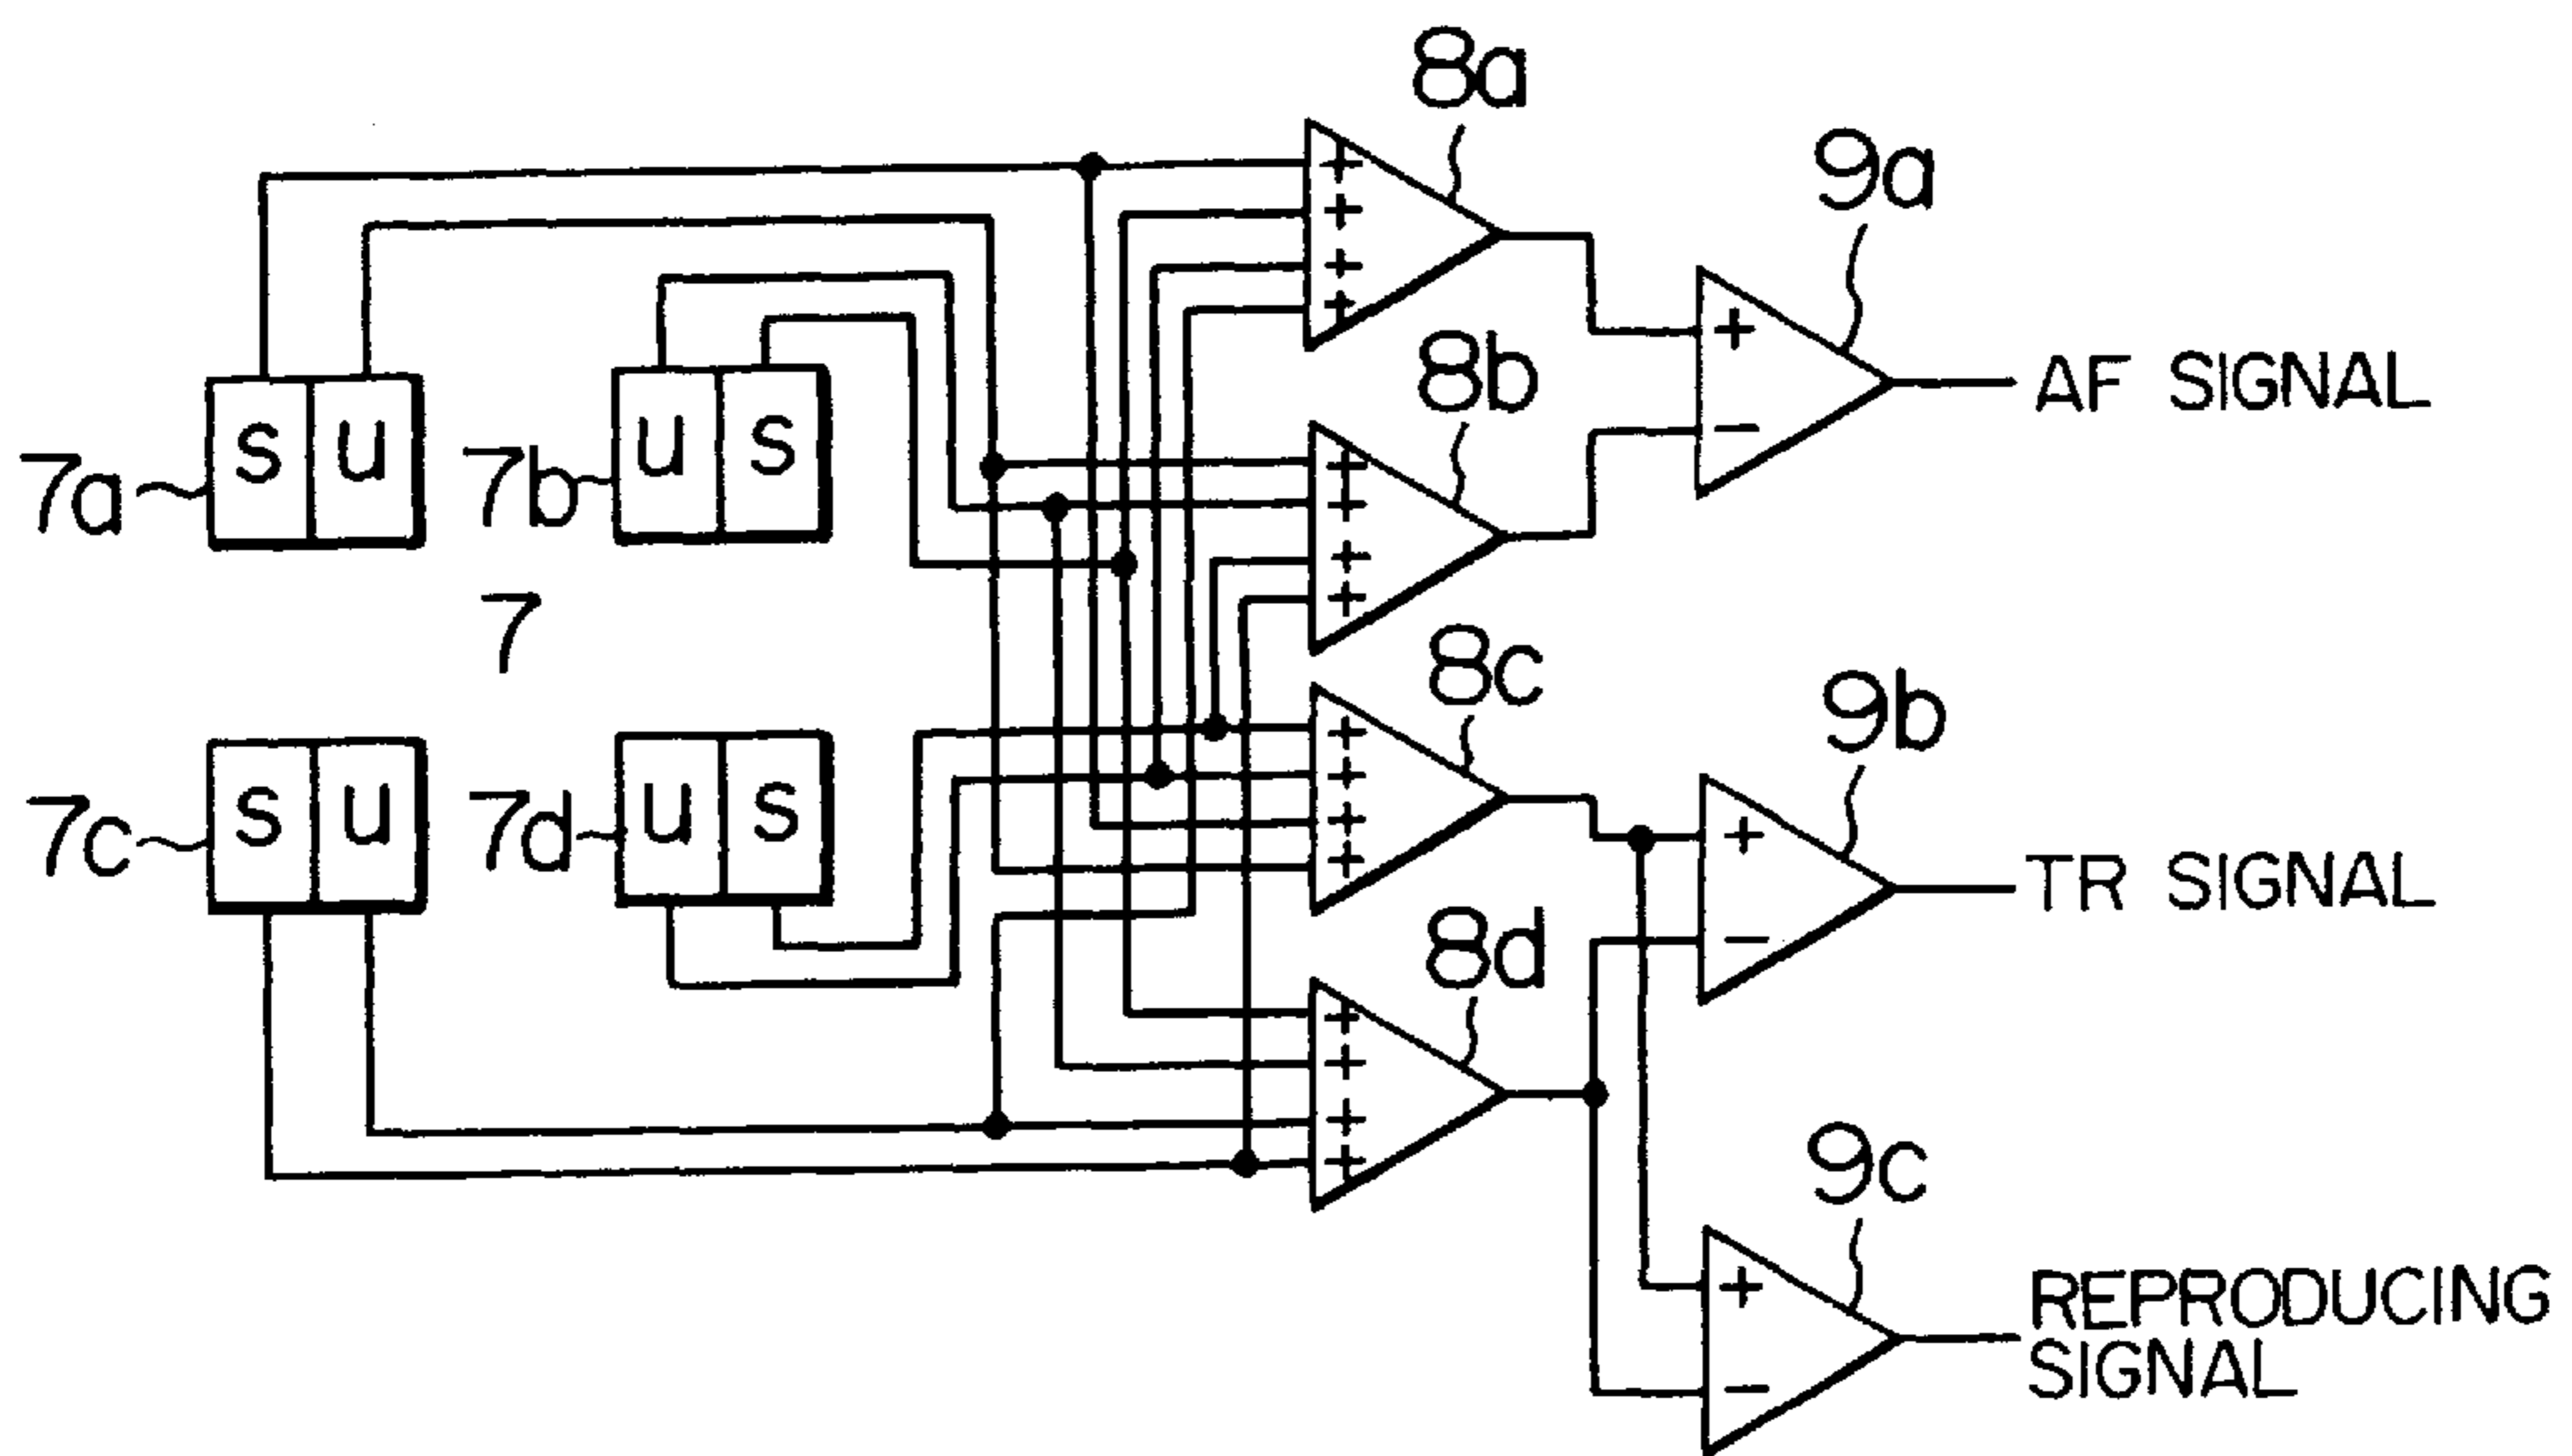 8a
9a
+
+
+
+
+
−
AF SIGNAL
8b
+
+
+
+
7a
s u
7b
u s
7
8c
+
+
+
+
9b
+
−
TR SIGNAL
7c
s u
7d
u s
8d
+
+
+
+
9c
+
−
REPRODUCING
SIGNAL